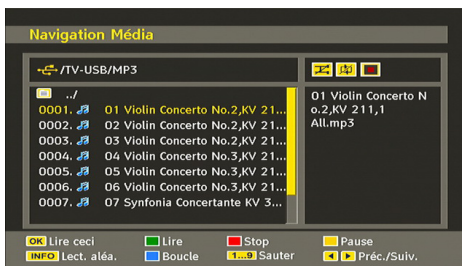 Navigation Média
/TV-USB/MP3
../
0001. 01 Violin Concerto No.2,KV 21...
0002. 02 Violin Concerto No.2,KV 21...
0003. 03 Violin Concerto No.2,KV 21...
0004. 04 Violin Concerto No.3,KV 21...
0005. 05 Violin Concerto No.3,KV 21...
0006. 06 Violin Concerto No.3,KV 21...
0007. 07 Synfonia Concertante KV 3...
01 Violin Concerto N
o.2,KV 211,1
All.mp3
OK Lire ceci Lire Stop Pause
INFO Lect. aléa. Boucle 1...9 Sauter Préc./Suiv.